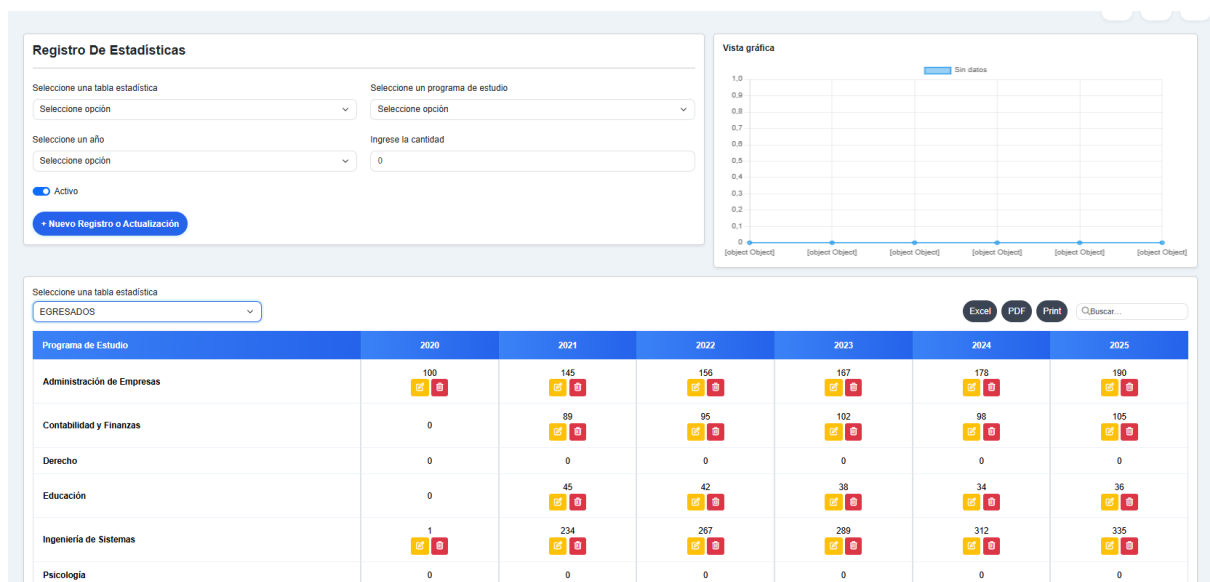 Registro De Estadisticas
Seleccione una tabla estadística
Seleccione un programa de estudio
Seleccione opción
Seleccione opción
Seleccione un año
Ingrese la cantidad
Seleccione opción
0
Activo
+ Nuevo Registro o Actualización
Vista gráfica
Sin datos
1,0
0,9
0,8
0,7
0,6
0,5
0,4
0,3
0,2
0,1
0
[object Object] [object Object] [object Object] [object Object] [object Object] [object Object]
Seleccione una tabla estadística
EGRESADOS
Excel PDF Print Buscar...
Programa de Estudio 2020 2021 2022 2023 2024 2025
Administración de Empresas 100 145 156 167 178 190
Contabilidad y Finanzas 0 89 95 102 98 105
Derecho 0 0 0 0 0 0
Educación 0 45 42 38 34 36
Ingeniería de Sistemas 1 234 267 289 312 335
Psicología 0 0 0 0 0 0